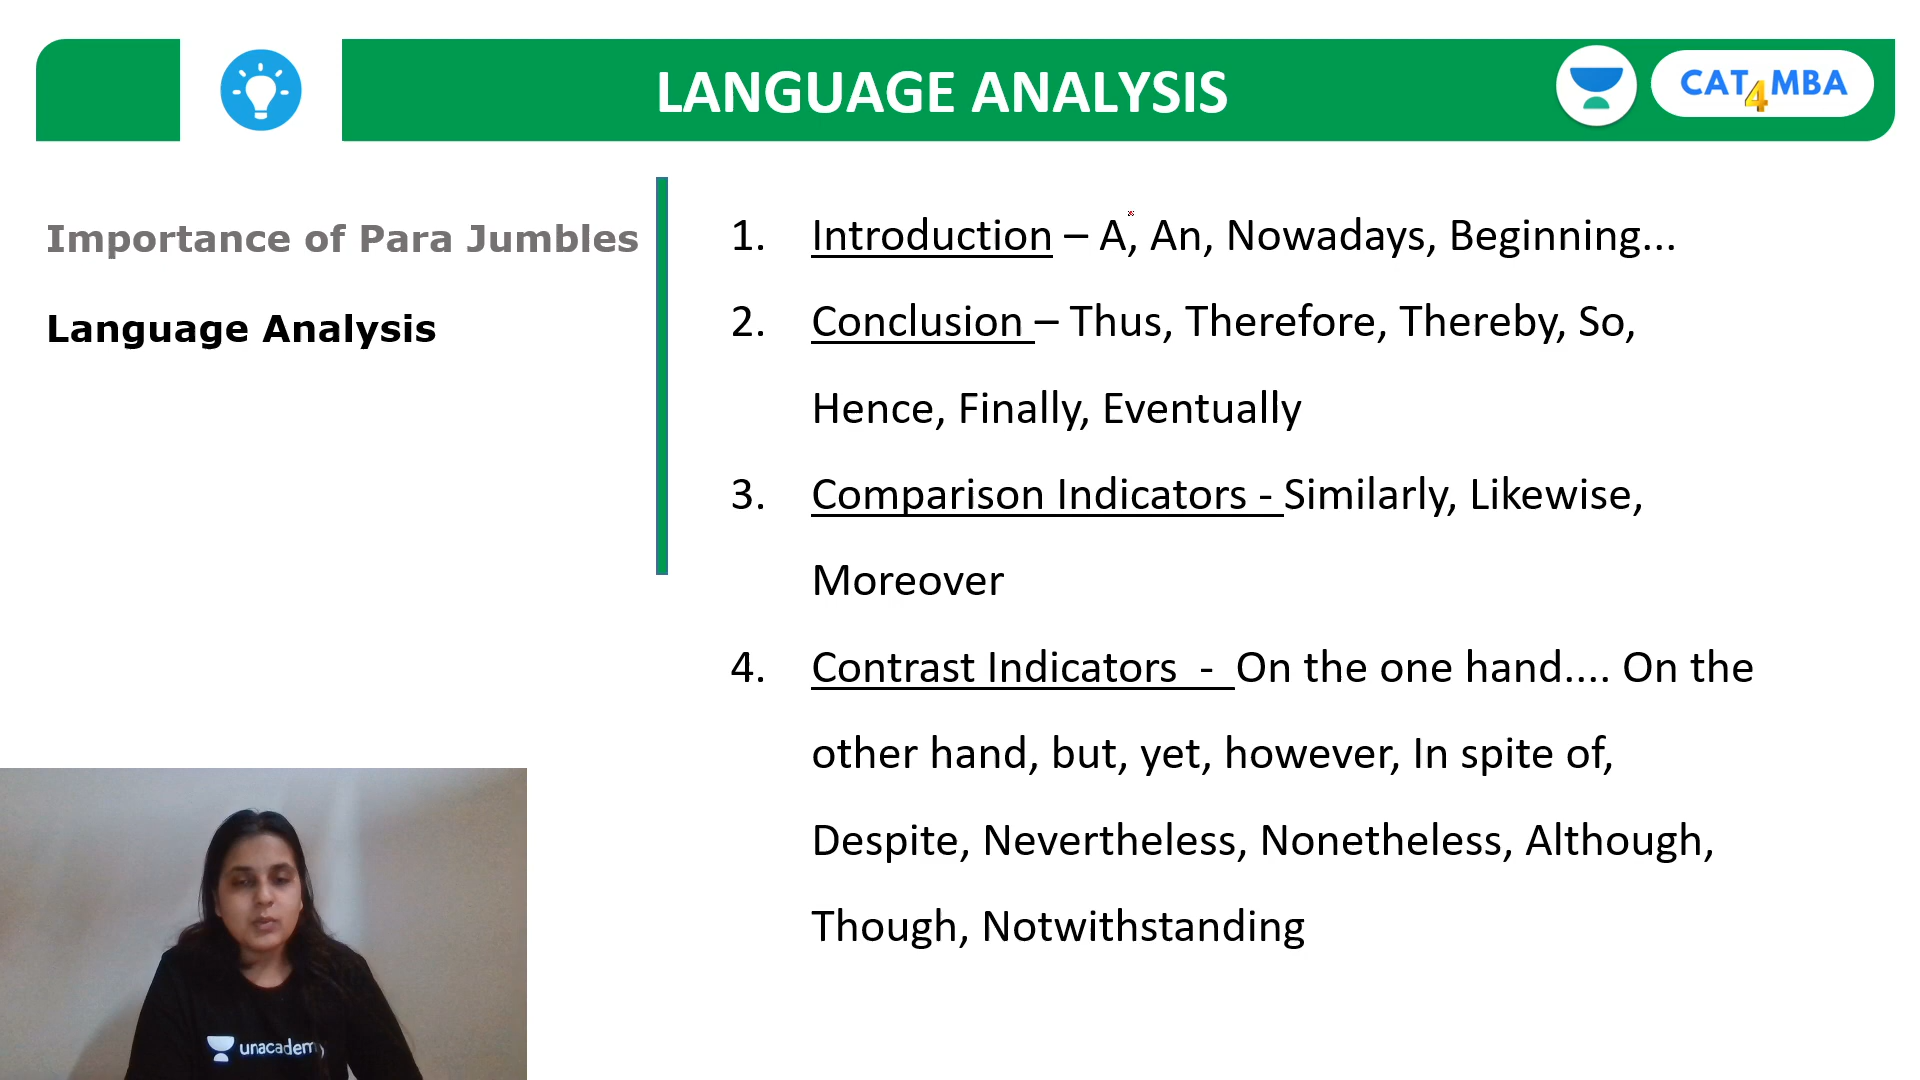 LANGUAGE ANALYSIS
CAT4MBA
Importance of Para Jumbles
Language Analysis
1. Introduction – A, An, Nowadays, Beginning...
2. Conclusion – Thus, Therefore, Thereby, So,
Hence, Finally, Eventually
3. Comparison Indicators - Similarly, Likewise,
Moreover
4. Contrast Indicators - On the one hand.... On the
other hand, but, yet, however, In spite of,
Despite, Nevertheless, Nonetheless, Although,
Though, Notwithstanding
unacademy